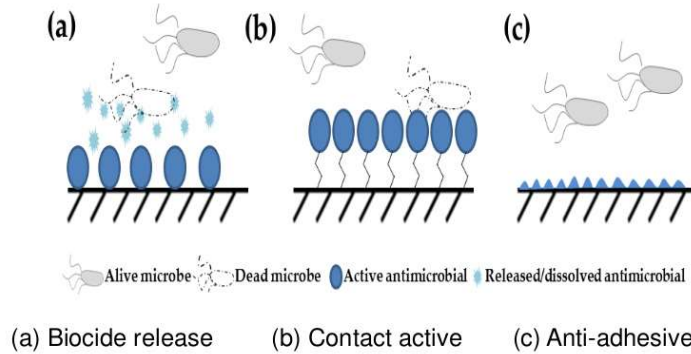 (a) (b) (c)
Alive microbe Dead microbe Active antimicrobial Released/dissolved antimicrobial
(a) Biocide release (b) Contact active (c) Anti-adhesive